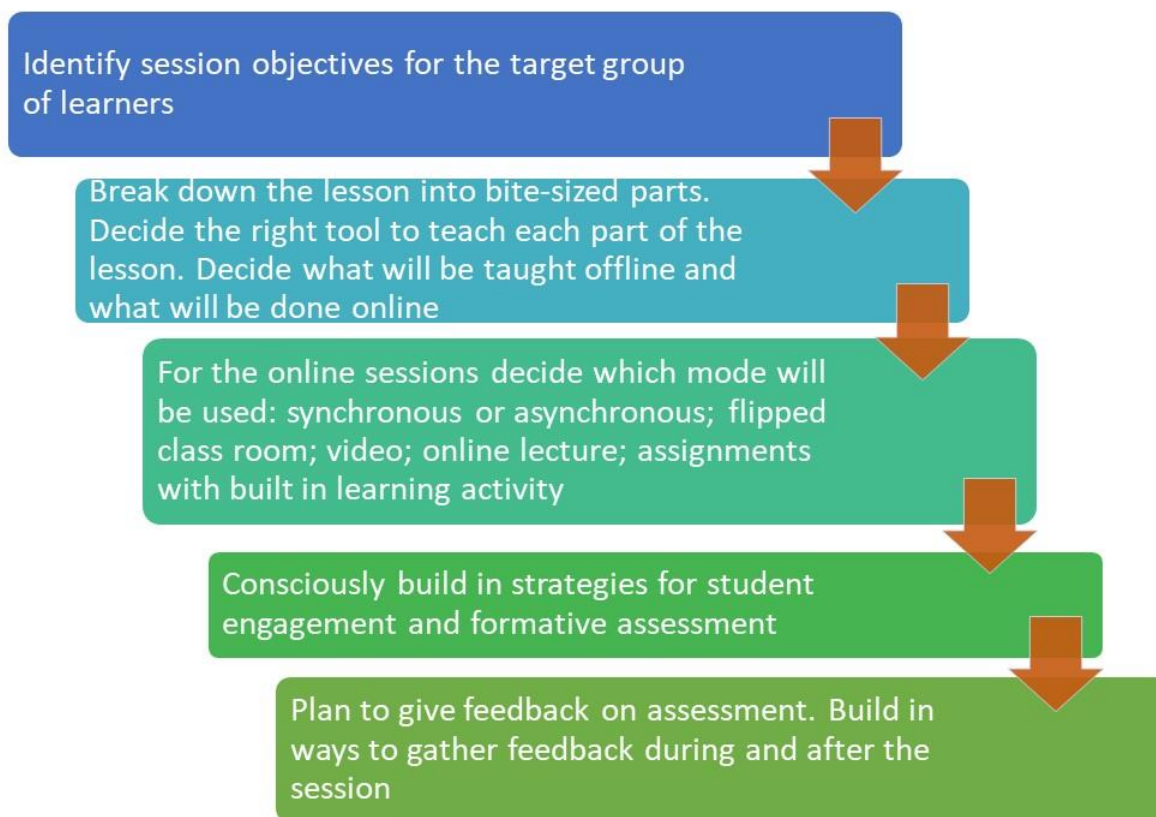 Identify session objectives for the target group
of learners
Break down the lesson into bite-sized parts.
Decide the right tool to teach each part of the
lesson. Decide what will be taught offline and
what will be done online
For the online sessions decide which mode will
be used: synchronous or asynchronous; flipped
class room; video; online lecture; assignments
with built in learning activity
Consciously build in strategies for student
engagement and formative assessment
Plan to give feedback on assessment. Build in
ways to gather feedback during and after the
session